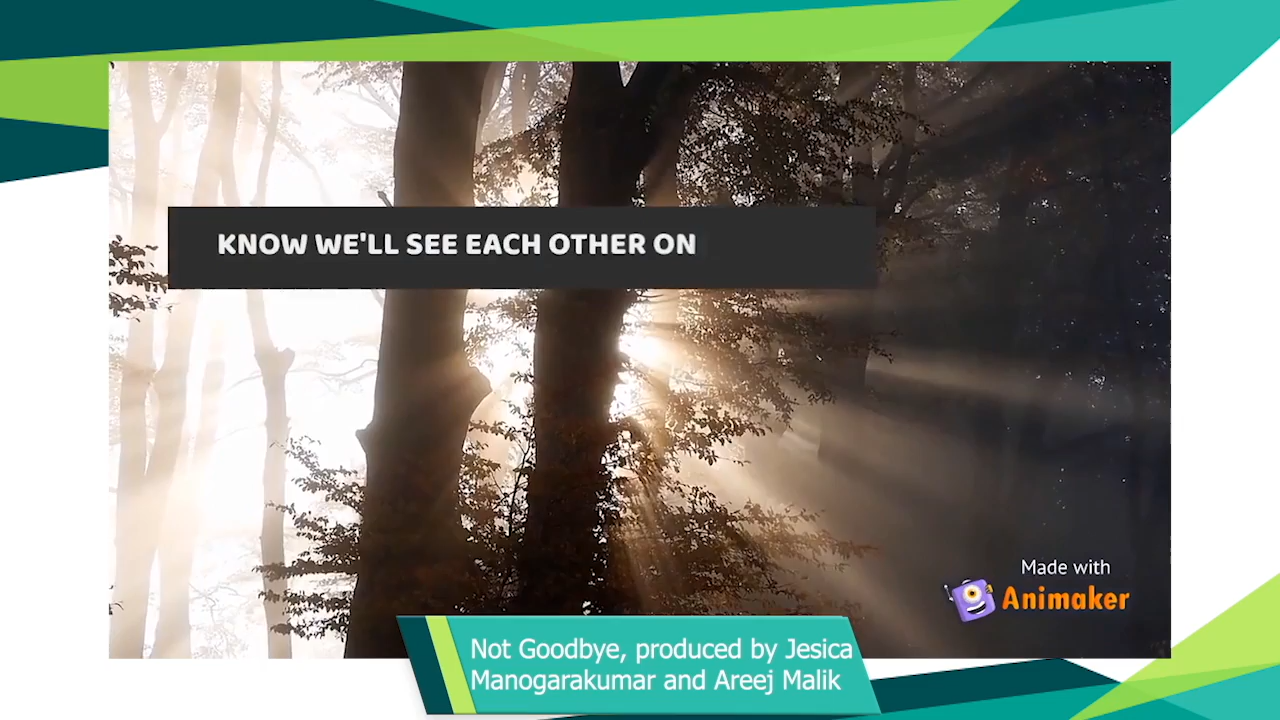 KNOW WE'LL SEE EACH OTHER ON
Made with
Animaker
Not Goodbye, produced by Jesica
Manogarakumar and Areej Malik